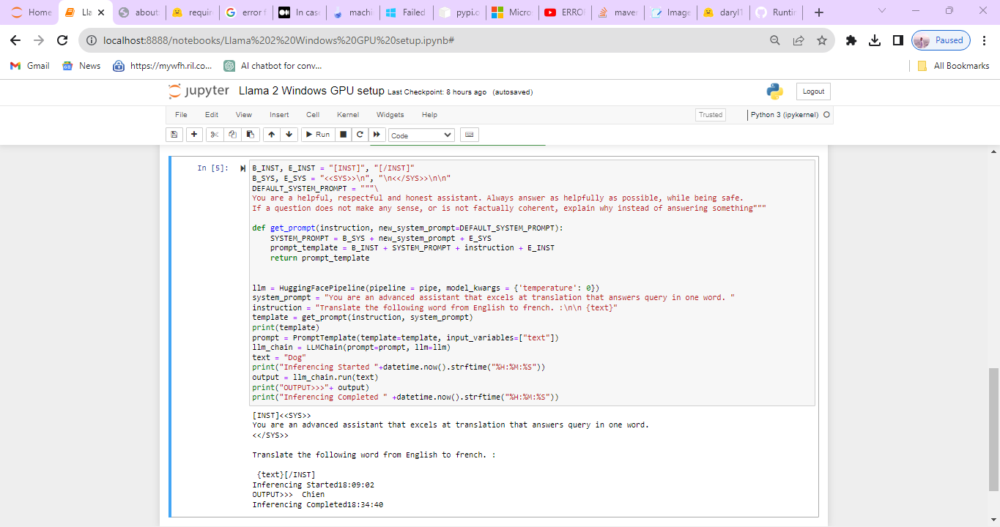 Home
Lla
about:
requir
error f
In case
machi
Failed
pypi.o
Micro
ERROR
maver
Image
daryl1
Runtir
localhost:8888/notebooks/Llama%202%20Windows%20GPU%20setup.ipynb#
Paused
Gmail
News
https://mywfh.ril.co...
AI chatbot for conv...
All Bookmarks
jupyter Llama 2 Windows GPU setup Last Checkpoint: 8 hours ago (autosaved)
Logout
File Edit View Insert Cell Kernel Widgets Help
Trusted
Python 3 (ipykernel)
Run
Code
In [5]:
B_INST, E_INST = "[INST]", "[/INST]"
B_SYS, E_SYS = "<<SYS>>\n", "\n<</SYS>>\n\n"
DEFAULT_SYSTEM_PROMPT = """\
You are a helpful, respectful and honest assistant. Always answer as helpfully as possible, while being safe.
If a question does not make any sense, or is not factually coherent, explain why instead of answering something"""
def get_prompt(instruction, new_system_prompt=DEFAULT_SYSTEM_PROMPT):
SYSTEM_PROMPT = B_SYS + new_system_prompt + E_SYS
prompt_template = B_INST + SYSTEM_PROMPT + instruction + E_INST
return prompt_template
llm = HuggingFacePipeline(pipeline = pipe, model_kwargs = {'temperature': 0})
system_prompt = "You are an advanced assistant that excels at translation that answers query in one word. "
instruction = "Translate the following word from English to french. :\n\n {text}"
template = get_prompt(instruction, system_prompt)
print(template)
prompt = PromptTemplate(template=template, input_variables=["text"])
llm_chain = LLMChain(prompt=prompt, llm=llm)
text = "Dog"
print("Inferencing Started "+datetime.now().strftime("%H:%M:%S"))
output = llm_chain.run(text)
print("OUTPUT>>>"+ output)
print("Inferencing Completed " +datetime.now().strftime("%H:%M:%S"))
[INST]<<SYS>>
You are an advanced assistant that excels at translation that answers query in one word.
<</SYS>>
Translate the following word from English to french. :
{text}[/INST]
Inferencing Started18:09:02
OUTPUT>>>  Chien
Inferencing Completed18:34:40